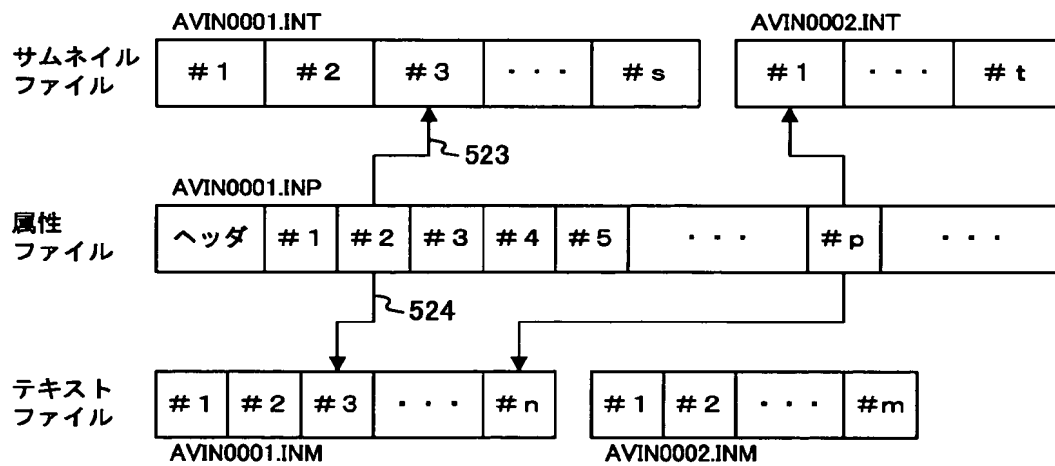 AVIN0001.INT
AVIN0002.INT
サムネイル
ファイル
#1 #2 #3 ・・・ #s
#1 ・・・ #t
523
AVIN0001.INP
属性
ファイル
ヘッダ #1 #2 #3 #4 #5 ・・・ #p ・・・
524
テキスト
ファイル
#1 #2 #3 ・・・ #n
#1 #2 ・・・ #m
AVIN0001.INM
AVIN0002.INM